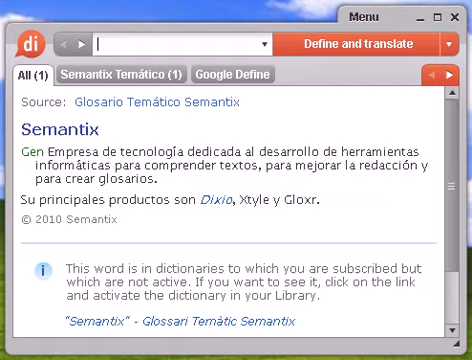 Menu
di
Define and translate
All (1)
Semantix Temático (1)
Google Define
Source: Glosario Temático Semantix
Semantix
Gen Empresa de tecnología dedicada al desarrollo de herramientas
informáticas para comprender textos, para mejorar la redacción y
para crear glosarios.
Su principales productos son Dixio, Xtyle y Gloxr.
© 2010 Semantix
i
This word is in dictionaries to which you are subscribed but
which are not active. If you want to see it, click on the link
and activate the dictionary in your Library.
"Semantix" - Glossari Temàtic Semantix